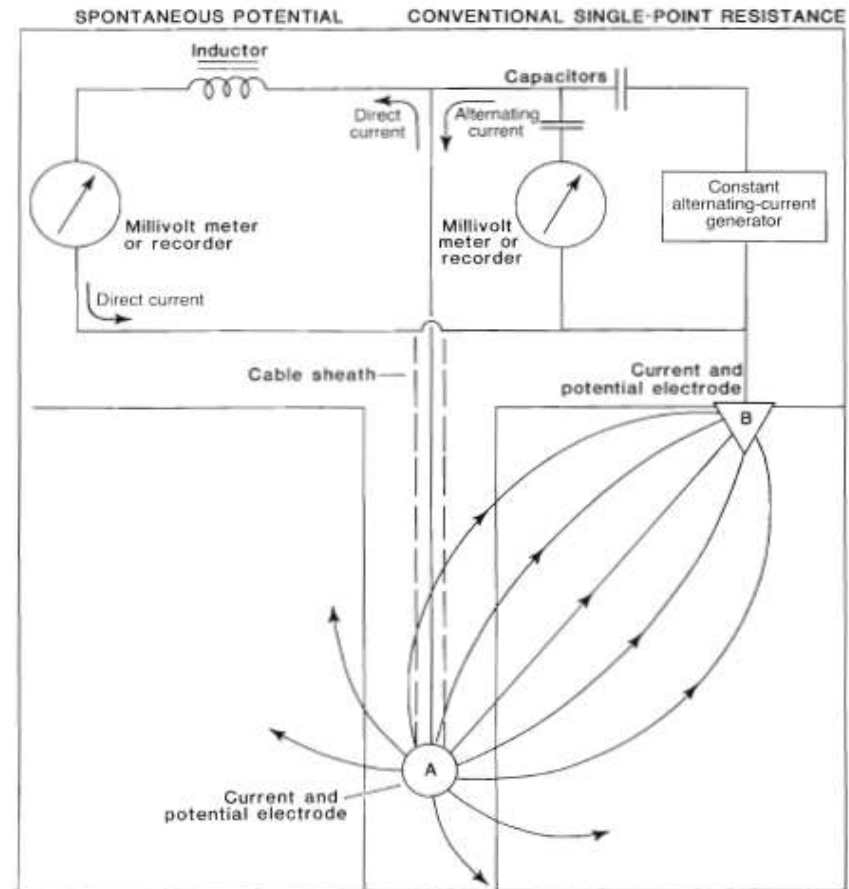 SPONTANEOUS POTENTIAL
CONVENTIONAL SINGLE-POINT RESISTANCE
Inductor
Capacitors
Direct
current
Alternating
current
Millivolt meter
or recorder
Millivolt
meter or
recorder
Constant
alternating-current
generator
Direct current
Cable sheath
Current and
potential electrode
B
A
Current and
potential electrode